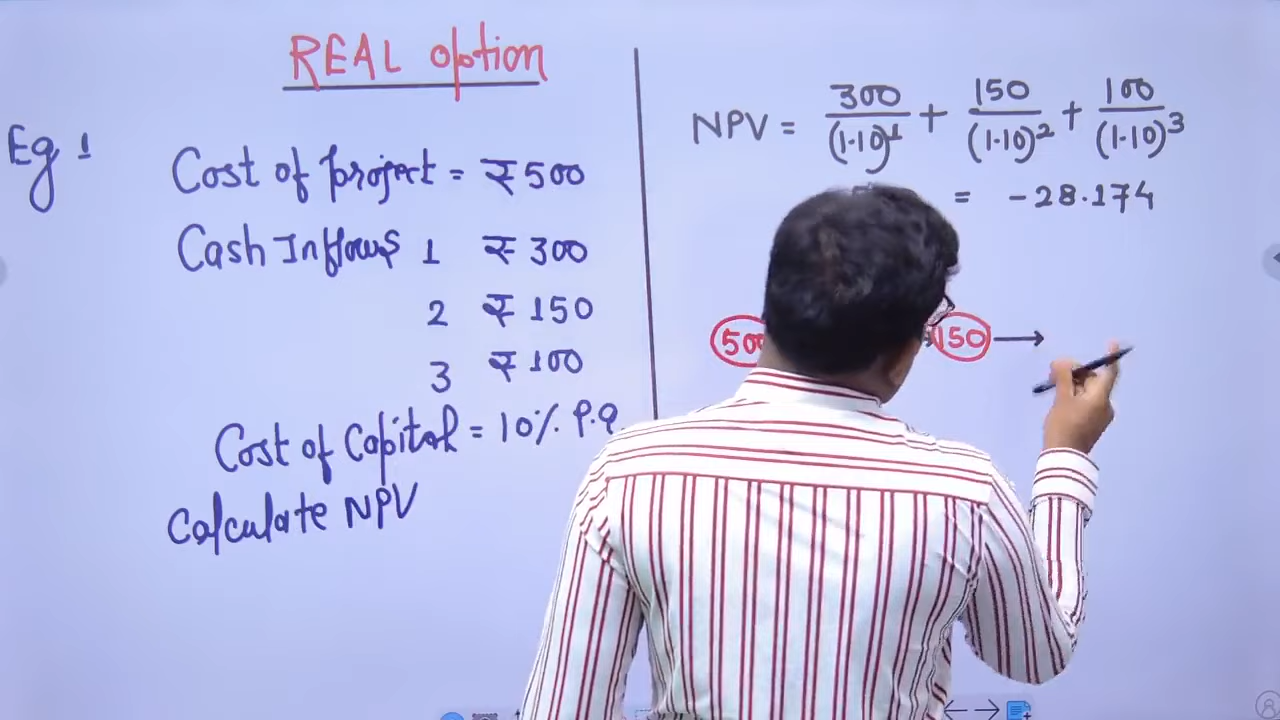 REAL option
Eg 1
Cost of project = ₹500
Cash Inflows 1 ₹ 300
2 ₹ 150
3 ₹ 100
Cost of Capital = 10% P.a.
Calculate NPV
NPV = 300/(1.10)^1 + 150/(1.10)^2 + 100/(1.10)^3
= -28.174
150 →